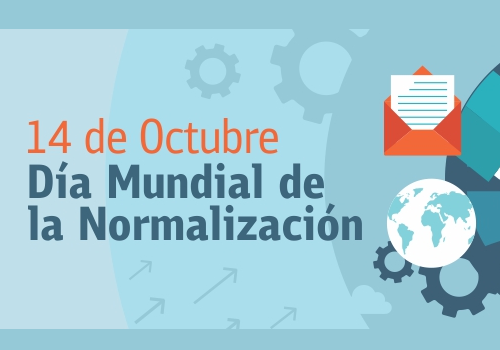 14 de Octubre
Día Mundial de
la Normalización